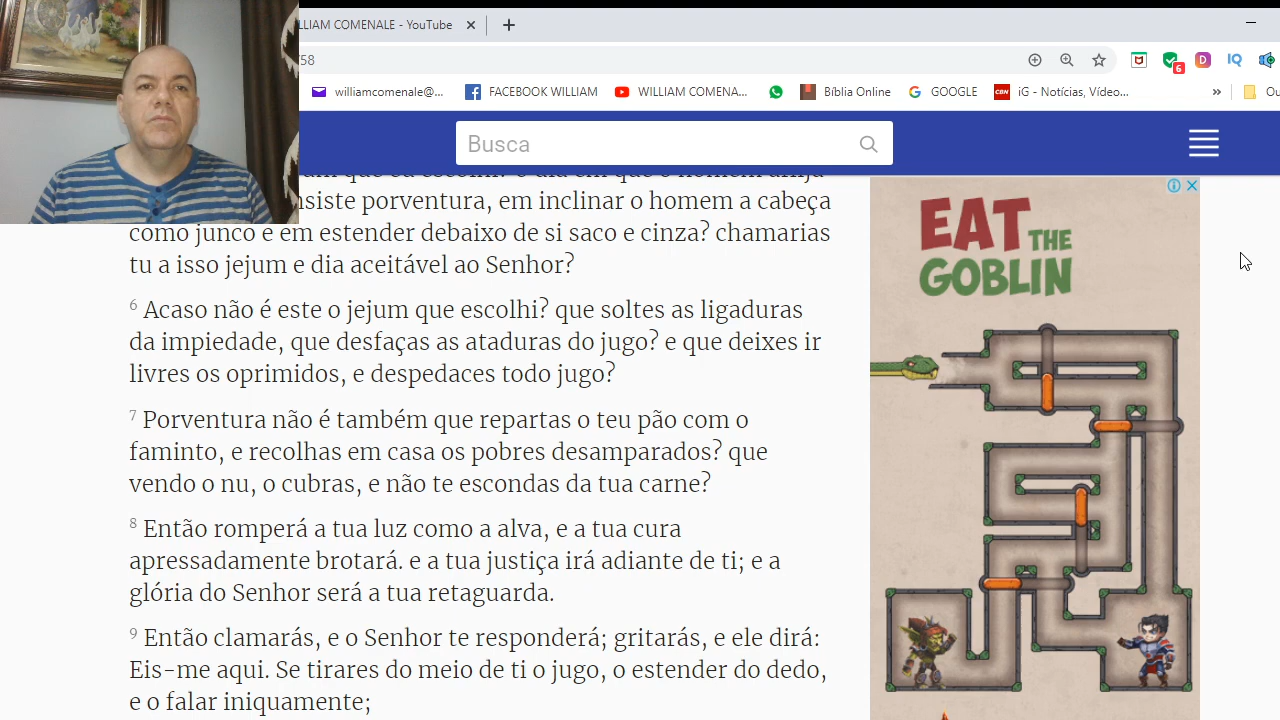 LLIAM COMENALE - YouTube
58
6
D
IQ
williamcomenale@...
FACEBOOK WILLIAM
WILLIAM COMENA...
Bíblia Online
GOOGLE
CBN
iG - Notícias, Vídeo...
»
Ou
Busca
nsiste porventura, em inclinar o homem a cabeça
como junco e em estender debaixo de si saco e cinza? chamarias
tu a isso jejum e dia aceitável ao Senhor?
6 Acaso não é este o jejum que escolhi? que soltes as ligaduras
da impiedade, que desfaças as ataduras do jugo? e que deixes ir
livres os oprimidos, e despedaces todo jugo?
7 Porventura não é também que repartas o teu pão com o
faminto, e recolhas em casa os pobres desamparados? que
vendo o nu, o cubras, e não te escondas da tua carne?
8 Então romperá a tua luz como a alva, e a tua cura
apressadamente brotará. e a tua justiça irá adiante de ti; e a
glória do Senhor será a tua retaguarda.
9 Então clamarás, e o Senhor te responderá; gritarás, e ele dirá:
Eis-me aqui. Se tirares do meio de ti o jugo, o estender do dedo,
e o falar iniquamente;
EAT THE
GOBLIN